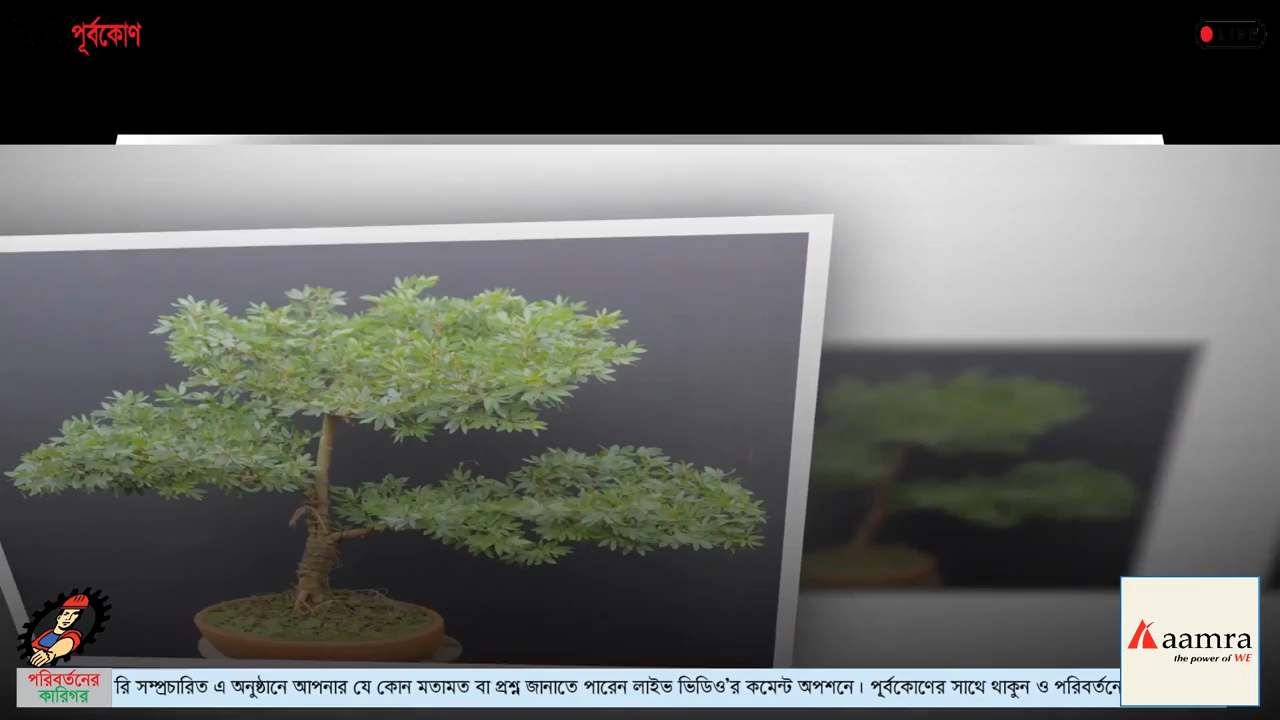 পূর্বকোণ
LIVE
aamra
the power of WE
পরিবর্তনের
কারিগর
রি সম্প্রচারিত এ অনুষ্ঠানে আপনার যে কোন মতামত বা প্রশ্ন জানাতে পারেন লাইভ ভিডিও’র কমেন্ট অপশনে। পূর্বকোণের সাথে থাকুন ও পরিবর্তনে